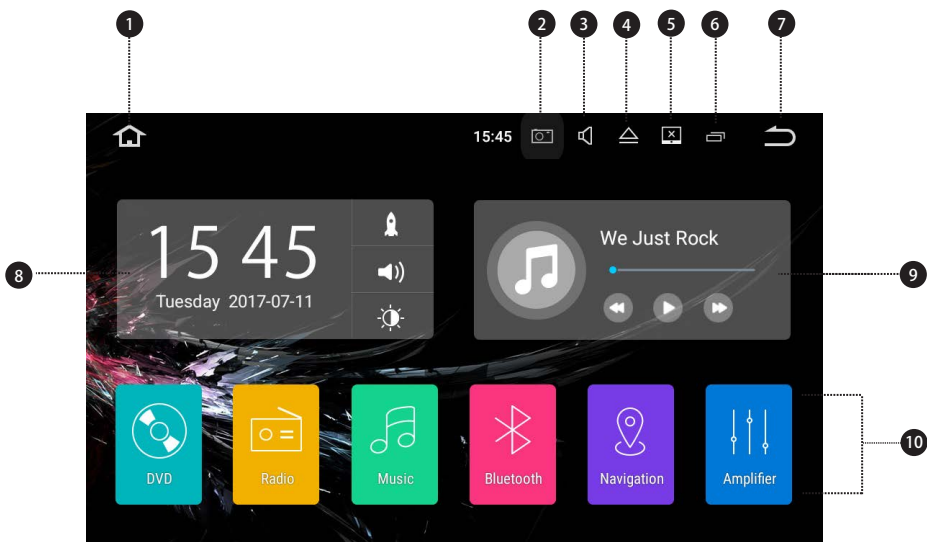 1 2 3 4 5 6 7
15:45
15 45
Tuesday 2017-07-11
We Just Rock
8
9
DVD Radio Music Bluetooth Navigation Amplifier
10